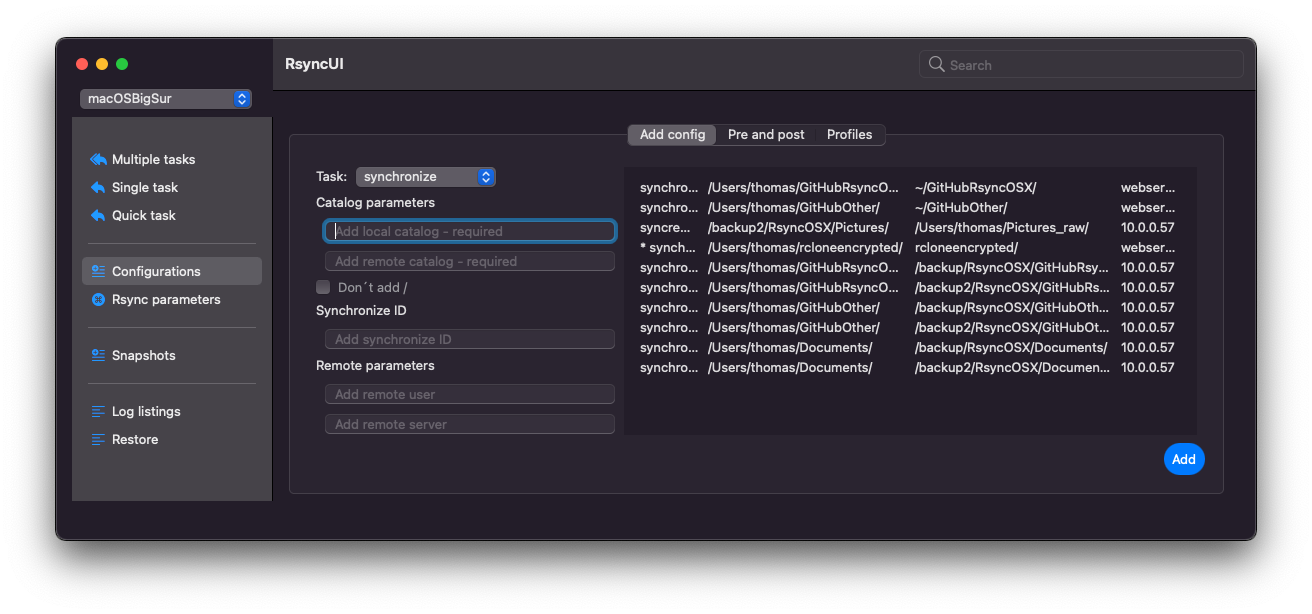 RsyncUI
Search
macOSBigSur
Multiple tasks
Single task
Quick task
Configurations
Rsync parameters
Snapshots
Log listings
Restore
Add config Pre and post Profiles
Task: synchronize
Catalog parameters
Add local catalog - required
Add remote catalog - required
Don´t add /
Synchronize ID
Add synchronize ID
Remote parameters
Add remote user
Add remote server
synchro... /Users/thomas/GitHubRsyncO... ~/GitHubRsyncOSX/ webser...
synchro... /Users/thomas/GitHubOther/ ~/GitHubOther/ webser...
syncre... /backup2/RsyncOSX/Pictures/ /Users/thomas/Pictures_raw/ 10.0.0.57
* synch... /Users/thomas/rcloneencrypted/ rcloneencrypted/ webser...
synchro... /Users/thomas/GitHubRsyncO... /backup/RsyncOSX/GitHubRsy... 10.0.0.57
synchro... /Users/thomas/GitHubRsyncO... /backup2/RsyncOSX/GitHubRs... 10.0.0.57
synchro... /Users/thomas/GitHubOther/ /backup/RsyncOSX/GitHubOth... 10.0.0.57
synchro... /Users/thomas/GitHubOther/ /backup2/RsyncOSX/GitHubOt... 10.0.0.57
synchro... /Users/thomas/Documents/ /backup/RsyncOSX/Documents/ 10.0.0.57
synchro... /Users/thomas/Documents/ /backup2/RsyncOSX/Documen... 10.0.0.57
Add